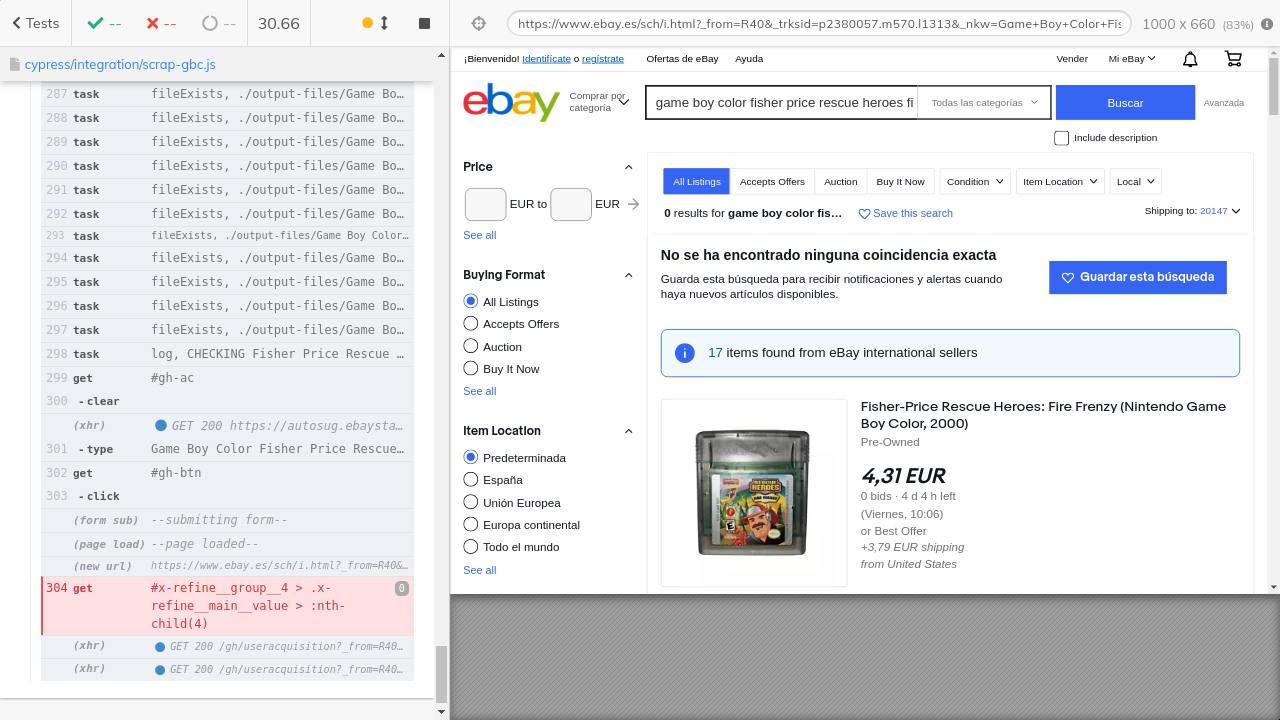 Tests
--
--
--
30.66
cypress/integration/scrap-gbc.js
287 task fileExists, ./output-files/Game Bo…
288 task fileExists, ./output-files/Game Bo…
289 task fileExists, ./output-files/Game Bo…
290 task fileExists, ./output-files/Game Bo…
291 task fileExists, ./output-files/Game Bo…
292 task fileExists, ./output-files/Game Bo…
293 task fileExists, ./output-files/Game Boy Color…
294 task fileExists, ./output-files/Game Bo…
295 task fileExists, ./output-files/Game Bo…
296 task fileExists, ./output-files/Game Bo…
297 task fileExists, ./output-files/Game Bo…
298 task log, CHECKING Fisher Price Rescue …
299 get #gh-ac
300 -clear
(xhr) GET 200 https://autosug.ebaysta…
301 -type Game Boy Color Fisher Price Rescue…
302 get #gh-btn
303 -click
(form sub) --submitting form--
(page load) --page loaded--
(new url) https://www.ebay.es/sch/i.html?_from=R40&…
304 get #x-refine__group__4 > .x-
refine__main__value > :nth-
child(4)
0
(xhr) GET 200 /gh/useracquisition?_from=R40…
(xhr) GET 200 /gh/useracquisition?_from=R40…
https://www.ebay.es/sch/i.html?_from=R40&_trksid=p2380057.m570.l1313&_nkw=Game+Boy+Color+Fis
1000 x 660 (83%)
¡Bienvenido! Identifícate o regístrate
Ofertas de eBay
Ayuda
Vender
Mi eBay
ebay
Comprar por
categoría
game boy color fisher price rescue heroes fi
Todas las categorías
Buscar
Avanzada
Include description
Price
EUR to
EUR
See all
Buying Format
All Listings
Accepts Offers
Auction
Buy It Now
See all
Item Location
Predeterminada
España
Unión Europea
Europa continental
Todo el mundo
See all
All Listings
Accepts Offers
Auction
Buy It Now
Condition
Item Location
Local
0 results for game boy color fis…
Save this search
Shipping to: 20147
No se ha encontrado ninguna coincidencia exacta
Guarda esta búsqueda para recibir notificaciones y alertas cuando
haya nuevos artículos disponibles.
Guardar esta búsqueda
17 items found from eBay international sellers
RESCUE
HEROES
E
Fisher-Price Rescue Heroes: Fire Frenzy (Nintendo Game
Boy Color, 2000)
Pre-Owned
4,31 EUR
0 bids · 4 d 4 h left
(Viernes, 10:06)
or Best Offer
+3,79 EUR shipping
from United States